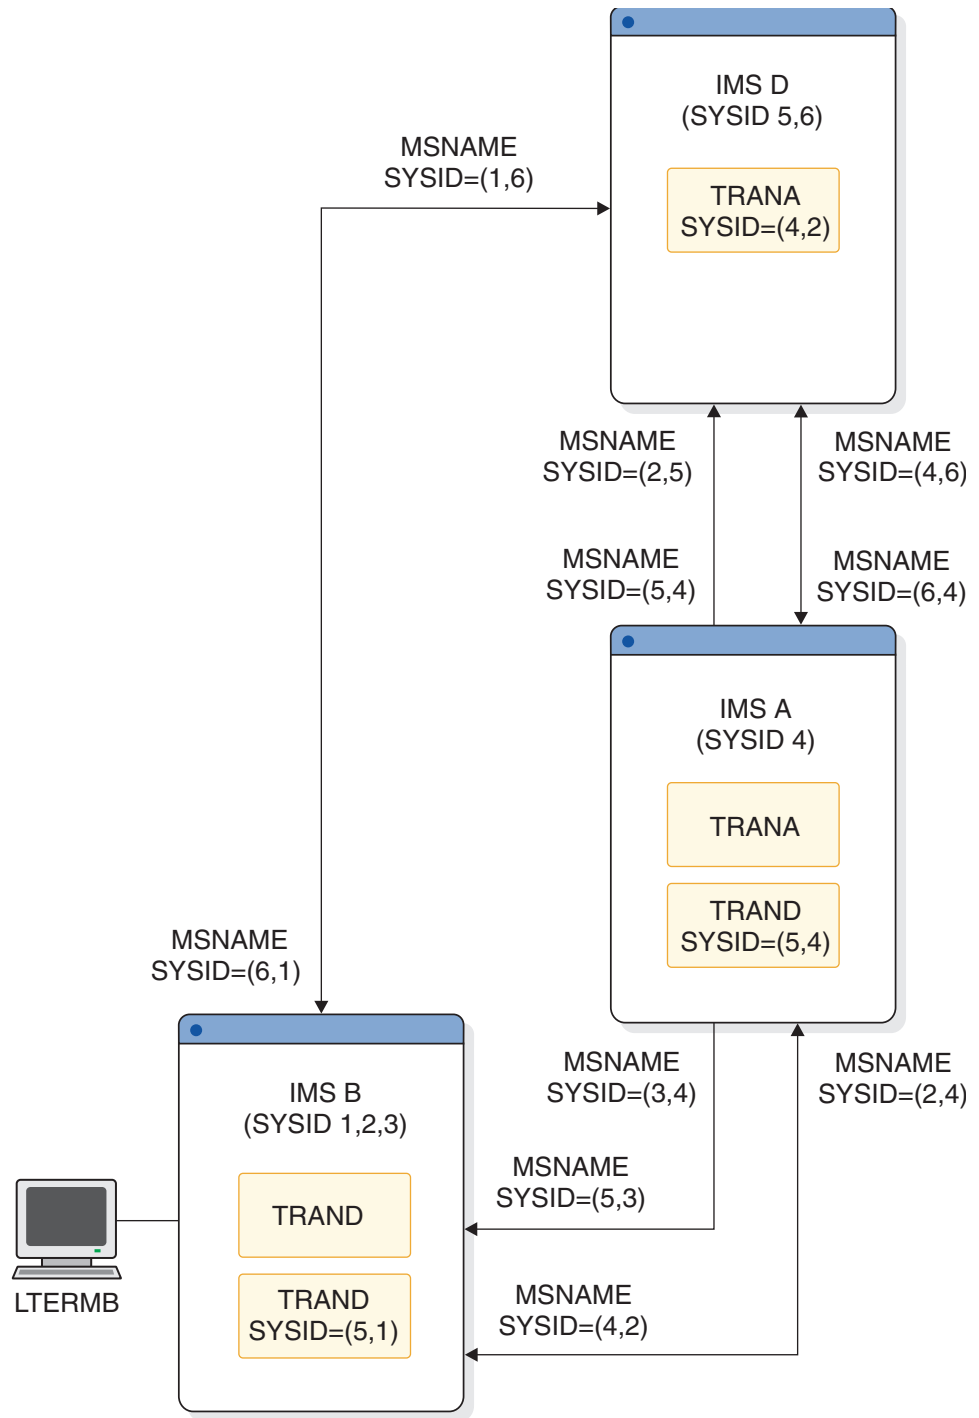 IMS D
(SYSID 5,6)
MSNAME
SYSID=(1,6)
TRANA
SYSID=(4,2)
MSNAME
SYSID=(2,5)
MSNAME
SYSID=(4,6)
MSNAME
SYSID=(5,4)
MSNAME
SYSID=(6,4)
IMS A
(SYSID 4)
TRANA
TRAND
SYSID=(5,4)
MSNAME
SYSID=(6,1)
MSNAME
SYSID=(3,4)
MSNAME
SYSID=(2,4)
IMS B
(SYSID 1,2,3)
MSNAME
SYSID=(5,3)
TRAND
TRAND
SYSID=(5,1)
MSNAME
SYSID=(4,2)
LTERMB